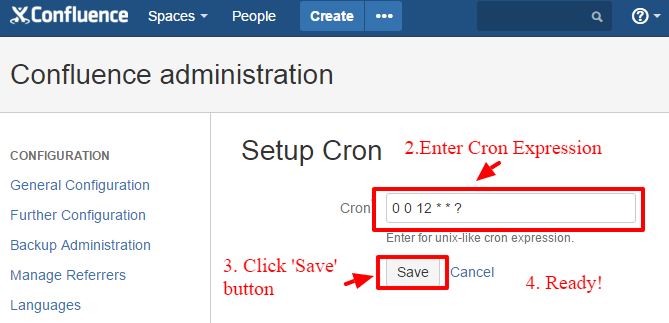 Confluence Spaces People Create ••• ?
Confluence administration
CONFIGURATION
General Configuration
Further Configuration
Backup Administration
Manage Referrers
Languages
Setup Cron
2.Enter Cron Expression
Cron
0 0 12 * * ?
Enter for unix-like cron expression.
3. Click 'Save'
button
Save Cancel
4. Ready!